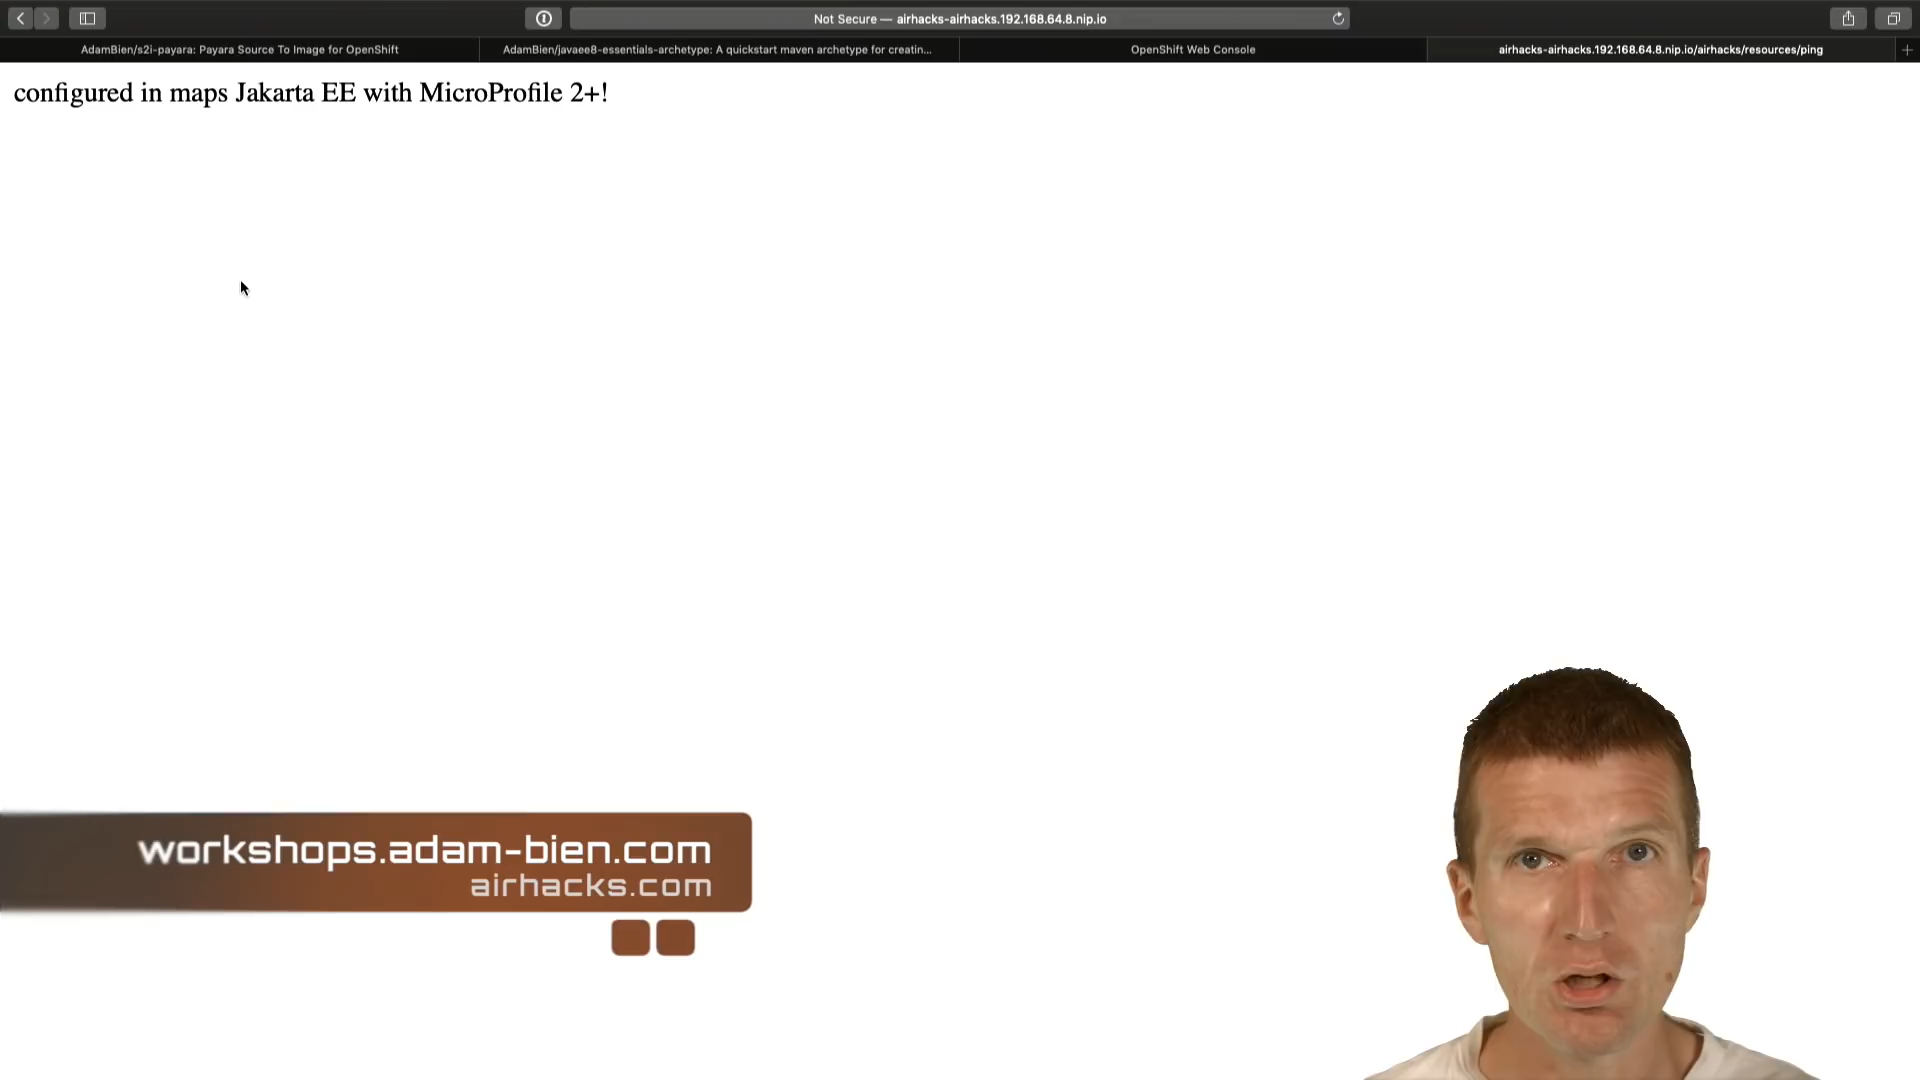 Not Secure — airhacks-airhacks.192.168.64.8.nip.io
AdamBien/s2i-payara: Payara Source To Image for OpenShift
AdamBien/javaee8-essentials-archetype: A quickstart maven archetype for creatin...
OpenShift Web Console
airhacks-airhacks.192.168.64.8.nip.io/airhacks/resources/ping
configured in maps Jakarta EE with MicroProfile 2+!
workshops.adam-bien.com
airhacks.com